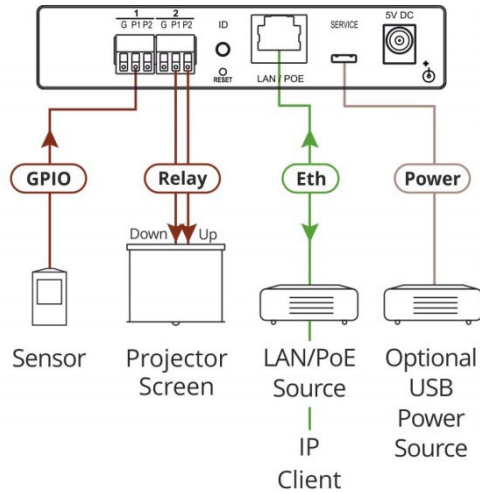 1 2
G P1 P2 G P1 P2
ID
RESET
LAN / POE
SERVICE
5V DC
+
GPIO
Relay
Eth
Power
Down Up
Sensor
Projector
Screen
LAN/PoE
Source
IP
Client
Optional
USB
Power
Source